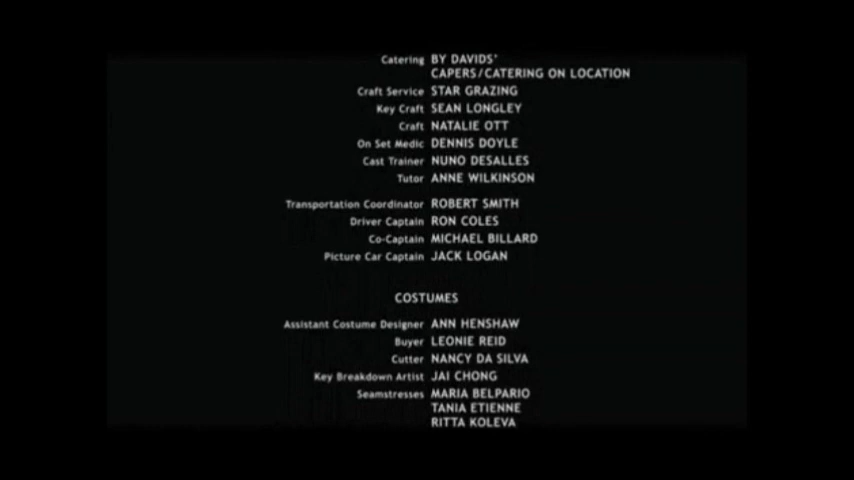 Catering BY DAVIDS'
CAPERS/CATERING ON LOCATION
Craft Service STAR GRAZING
Key Craft SEAN LONGLEY
Craft NATALIE OTT
On Set Medic DENNIS DOYLE
Cast Trainer NUNO DESALLES
Tutor ANNE WILKINSON
Transportation Coordinator ROBERT SMITH
Driver Captain RON COLES
Co-Captain MICHAEL BILLARD
Picture Car Captain JACK LOGAN
COSTUMES
Assistant Costume Designer ANN HENSHAW
Buyer LEONIE REID
Cutter NANCY DA SILVA
Key Breakdown Artist JAI CHONG
Seamstresses MARIA BELPARIO
TANIA ETIENNE
RITTA KOLEVA